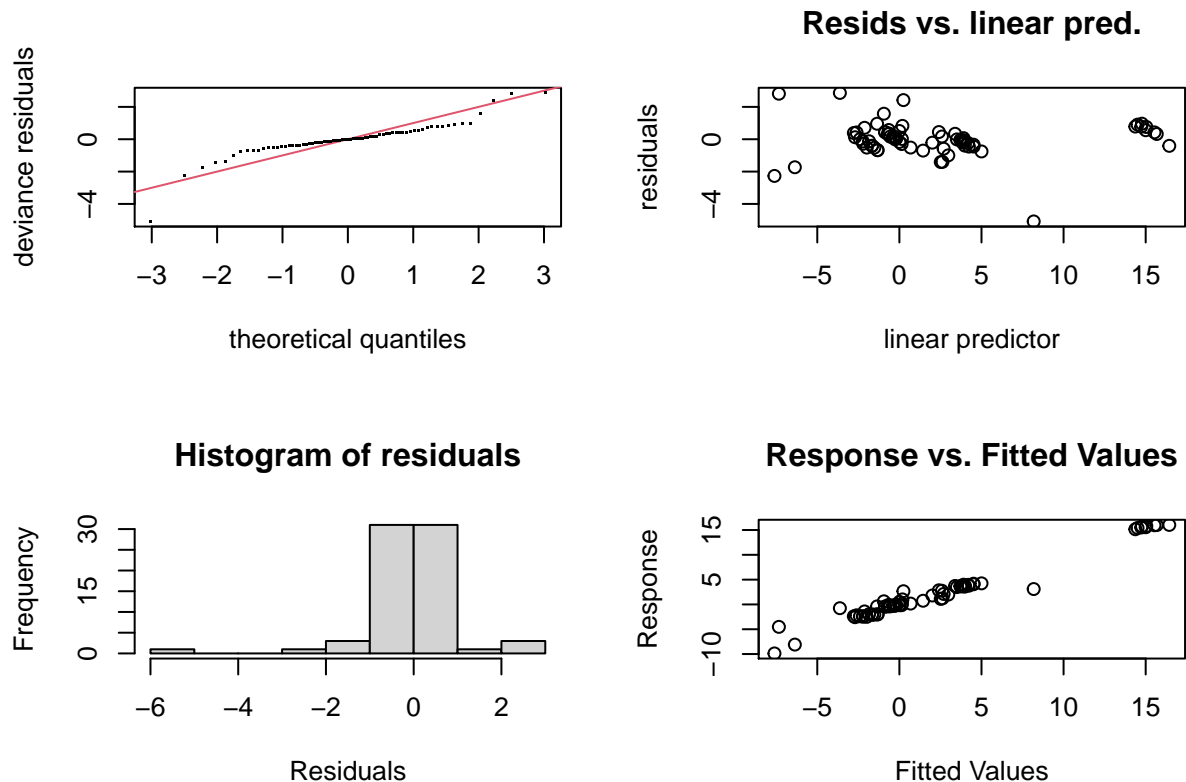 deviance residuals
0
−4
−3
−2
−1
0
1
2
3
theoretical quantiles
Resids vs. linear pred.
residuals
0
−4
−5
0
5
10
15
linear predictor
Histogram of residuals
Frequency
30
15
0
−6
−4
−2
0
2
Residuals
Response vs. Fitted Values
Response
15
5
−10
−5
0
5
10
15
Fitted Values